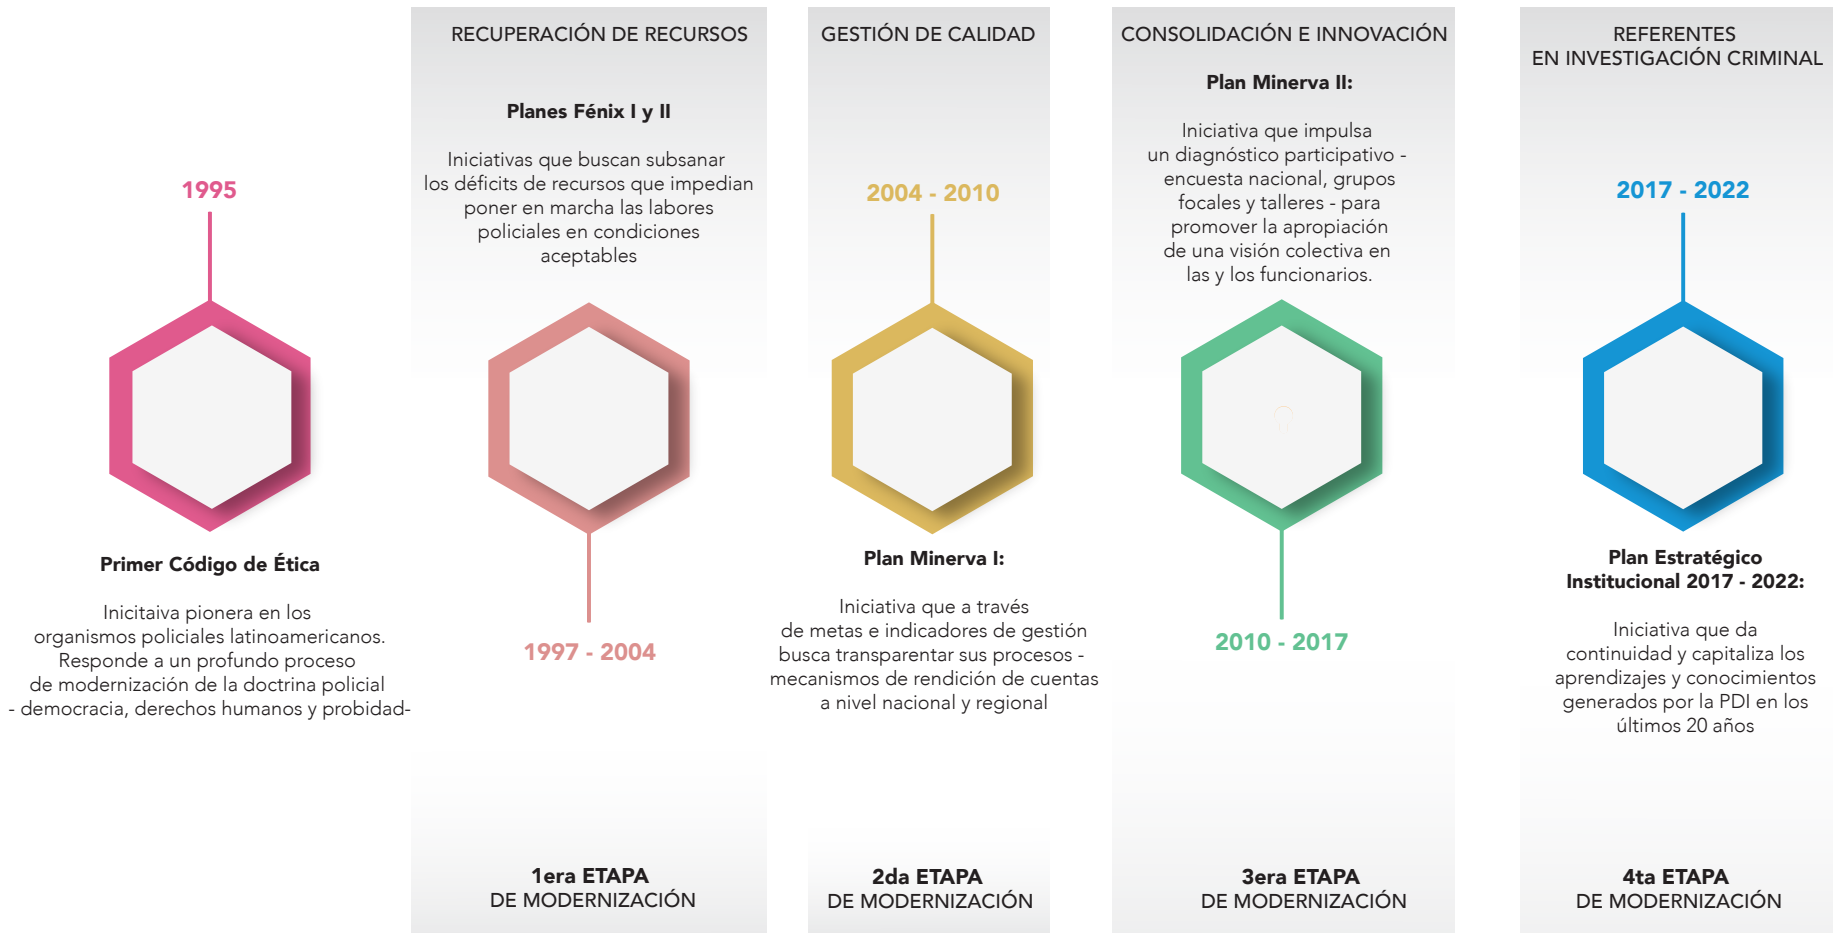 1995
Primer Código de Ética
Inicitaiva pionera en los
organismos policiales latinoamericanos.
Responde a un profundo proceso
de modernización de la doctrina policial
- democracia, derechos humanos y probidad-
RECUPERACIÓN DE RECURSOS
Planes Fénix I y II
Iniciativas que buscan subsanar
los déficits de recursos que impedian
poner en marcha las labores
policiales en condiciones
aceptables
1997 - 2004
1era ETAPA
DE MODERNIZACIÓN
GESTIÓN DE CALIDAD
2004 - 2010
Plan Minerva I:
Iniciativa que a través
de metas e indicadores de gestión
busca transparentar sus procesos -
mecanismos de rendición de cuentas
a nivel nacional y regional
2da ETAPA
DE MODERNIZACIÓN
CONSOLIDACIÓN E INNOVACIÓN
Plan Minerva II:
Iniciativa que impulsa
un diagnóstico participativo -
encuesta nacional, grupos
focales y talleres - para
promover la apropiación
de una visión colectiva en
las y los funcionarios.
2010 - 2017
3era ETAPA
DE MODERNIZACIÓN
REFERENTES
EN INVESTIGACIÓN CRIMINAL
2017 - 2022
Plan Estratégico
Institucional 2017 - 2022:
Iniciativa que da
continuidad y capitaliza los
aprendizajes y conocimientos
generados por la PDI en los
últimos 20 años
4ta ETAPA
DE MODERNIZACIÓN